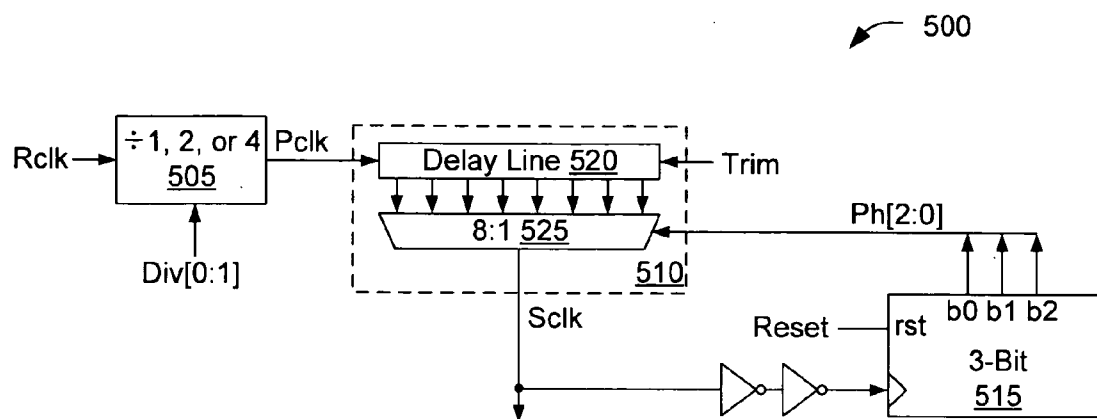 500
÷ 1, 2, or 4
505
Rclk
Pclk
Div[0:1]
Delay Line 520
Trim
8:1 525
510
Ph[2:0]
Sclk
Reset
rst
b0 b1 b2
3-Bit
515